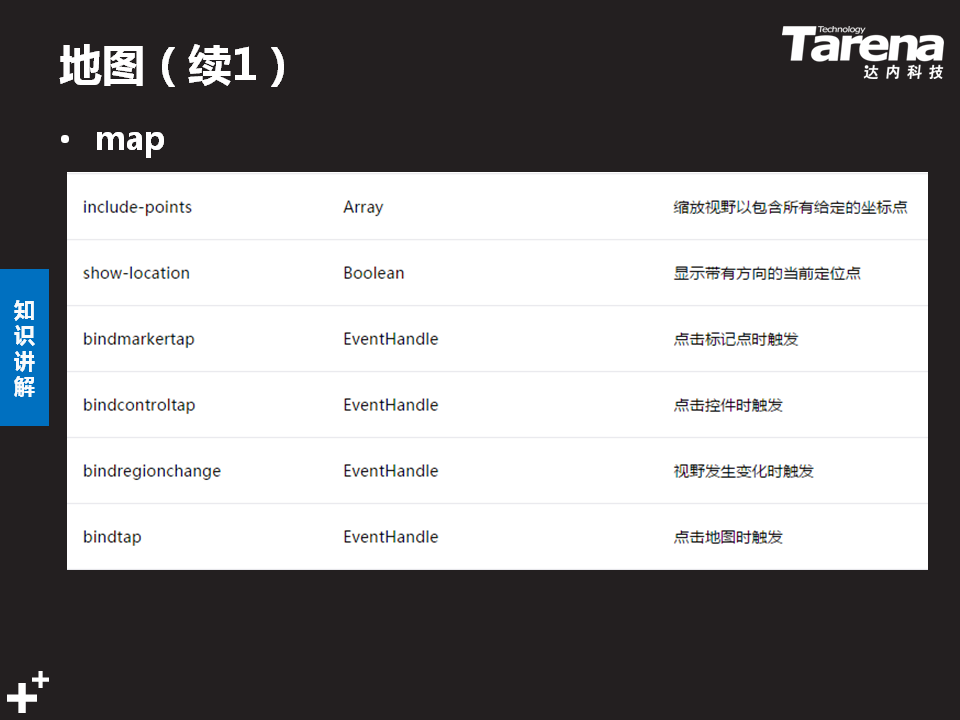 地图（续1）
Technology
Tarena
达内科技
• map
include-points Array 缩放视野以包含所有给定的坐标点
show-location Boolean 显示带有方向的当前定位点
bindmarkertap EventHandle 点击标记点时触发
bindcontroltap EventHandle 点击控件时触发
bindregionchange EventHandle 视野发生变化时触发
bindtap EventHandle 点击地图时触发
知识讲解